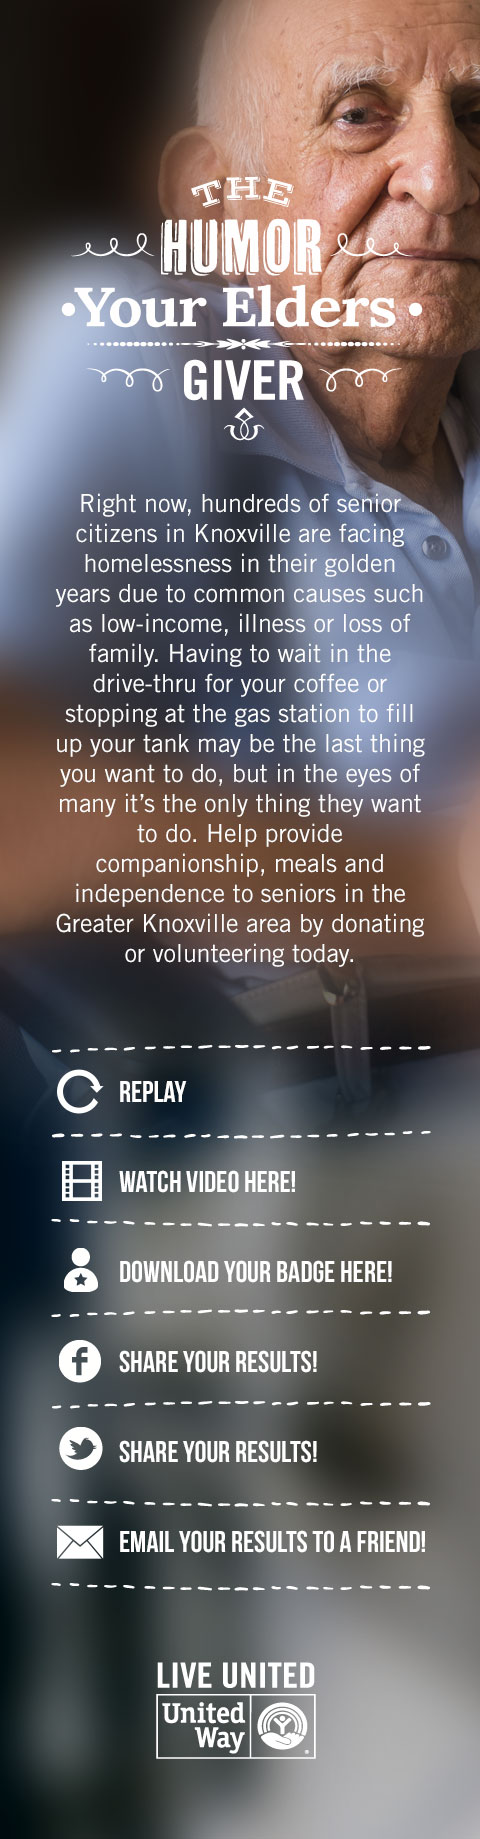 THE
HUMOR
•Your Elders•
GIVER
Right now, hundreds of senior
citizens in Knoxville are facing
homelessness in their golden
years due to common causes such
as low-income, illness or loss of
family. Having to wait in the
drive-thru for your coffee or
stopping at the gas station to fill
up your tank may be the last thing
you want to do, but in the eyes of
many it’s the only thing they want
to do. Help provide
companionship, meals and
independence to seniors in the
Greater Knoxville area by donating
or volunteering today.
REPLAY
WATCH VIDEO HERE!
DOWNLOAD YOUR BADGE HERE!
SHARE YOUR RESULTS!
SHARE YOUR RESULTS!
EMAIL YOUR RESULTS TO A FRIEND!
LIVE UNITED
United
Way